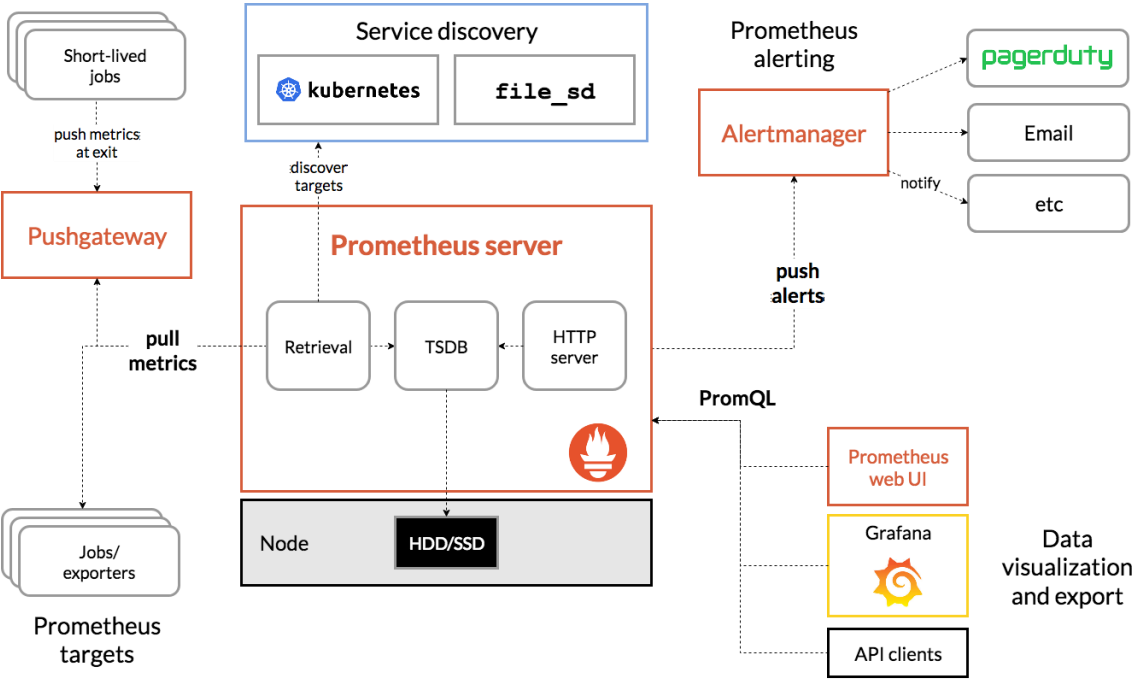 Short-lived
jobs
push metrics
at exit
Pushgateway
pull
metrics
Jobs/
exporters
Prometheus
targets
Service discovery
kubernetes
file_sd
discover
targets
Prometheus server
Retrieval
TSDB
HTTP
server
Node
HDD/SSD
Prometheus
alerting
Alertmanager
pagerduty
Email
notify
etc
push
alerts
PromQL
Prometheus
web UI
Grafana
API clients
Data
visualization
and export